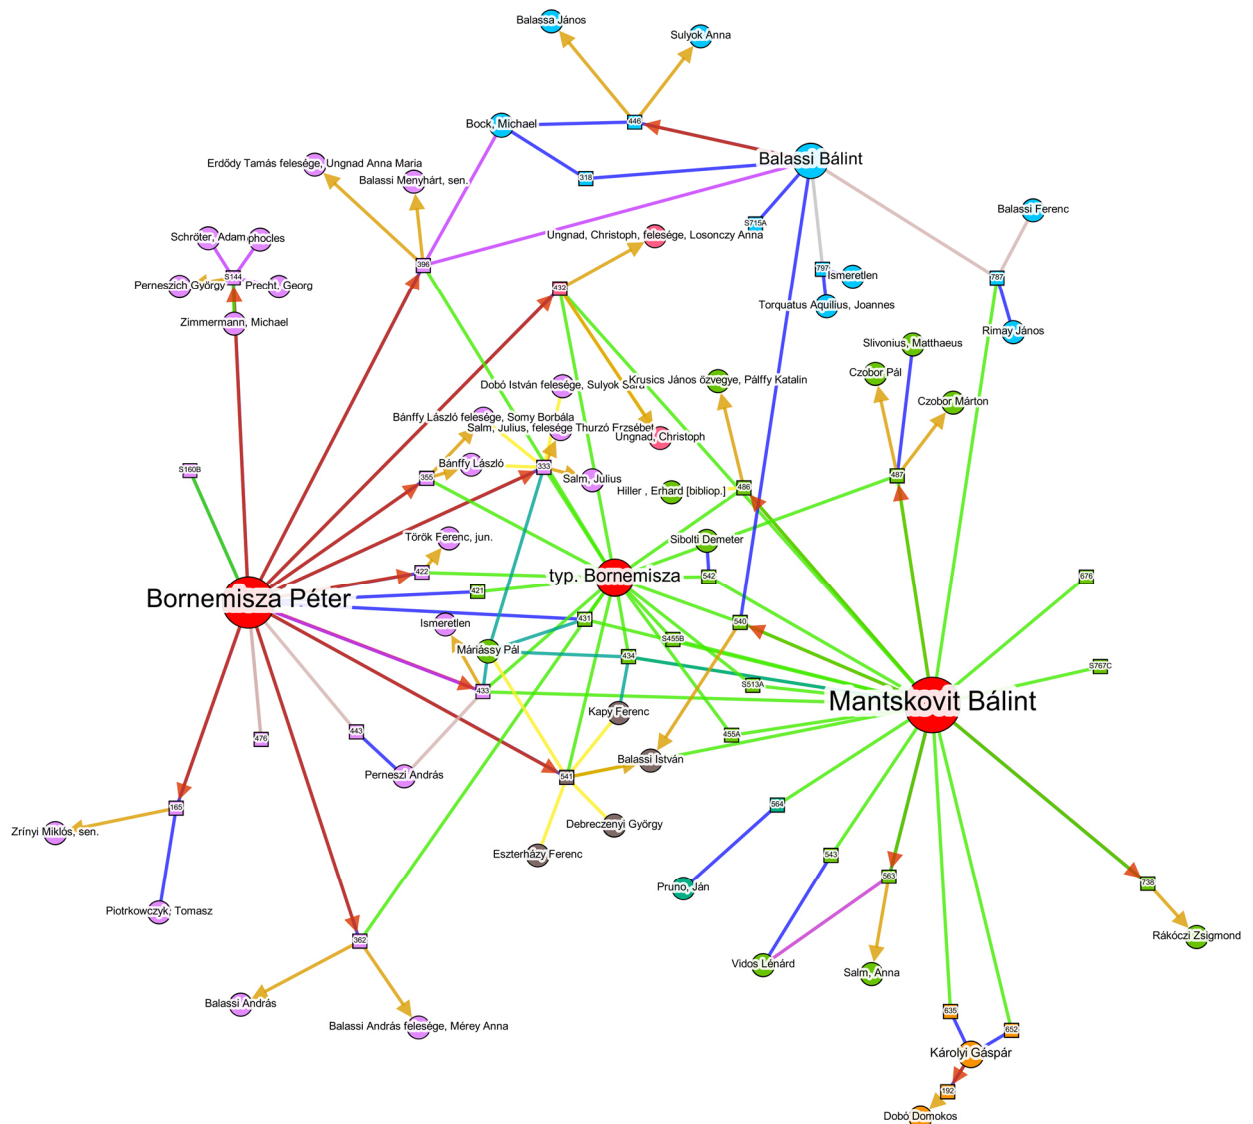 Balassa János
Sulyok Anna
446
Bock, Michael
Balassi Bálint
Erdődy Tamás felesége, Ungnad Anna Maria
Balassi Menyhárt, sen.
318
Balassi Ferenc
S715A
Schröter, Adam
phocles
Ungnad, Christoph, felesége, Losonczy Anna
396
797
Ismeretlen
787
S144
Perneszich György
Precht, Georg
432
Torquatus Aquilius, Joannes
Zimmermann, Michael
Rimay János
Slivonius, Matthaeus
Czobor Pál
Dobó István felesége, Sulyok Sára
Krusics János özvegye, Pálffy Katalin
Czobor Márton
Bánffy László felesége, Somy Borbála
Salm, Julius, felesége Thurzó Erzsébet
Ungnad, Christoph
Bánffy László
333
S160B
355
Salm, Julius
487
Hiller , Erhard [bibliop.]
486
Török Ferenc, jun.
Sibolti Demeter
422
typ. Bornemisza
542
676
421
Bornemisza Péter
Ismeretlen
431
540
S455B
Máriássy Pál
434
S767C
433
S513A
Mantskovit Bálint
Kapy Ferenc
476
443
455A
Balassi István
Perneszi András
541
165
564
Zrínyi Miklós, sen.
Debreczenyi György
543
Eszterházy Ferenc
563
738
Pruno, Ján
Piotrkowczyk, Tomasz
362
Rákóczi Zsigmond
Vidos Lénárd
Salm, Anna
Balassi András
635
Balassi András felesége, Mérey Anna
652
Károlyi Gáspár
192
Dobó Domokos